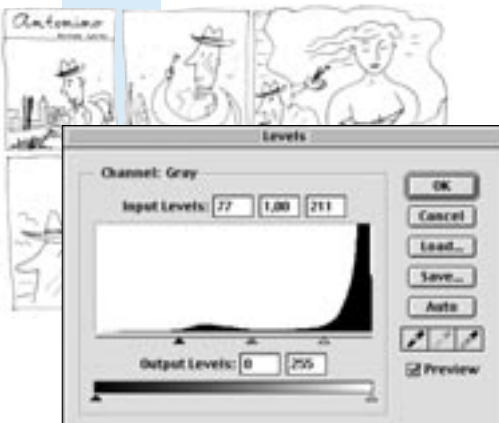 Antonino
Levels
Channel: Gray
Input Levels: 77 1,00 211
OK
Cancel
Load...
Save...
Auto
Output Levels: 0 255
Preview